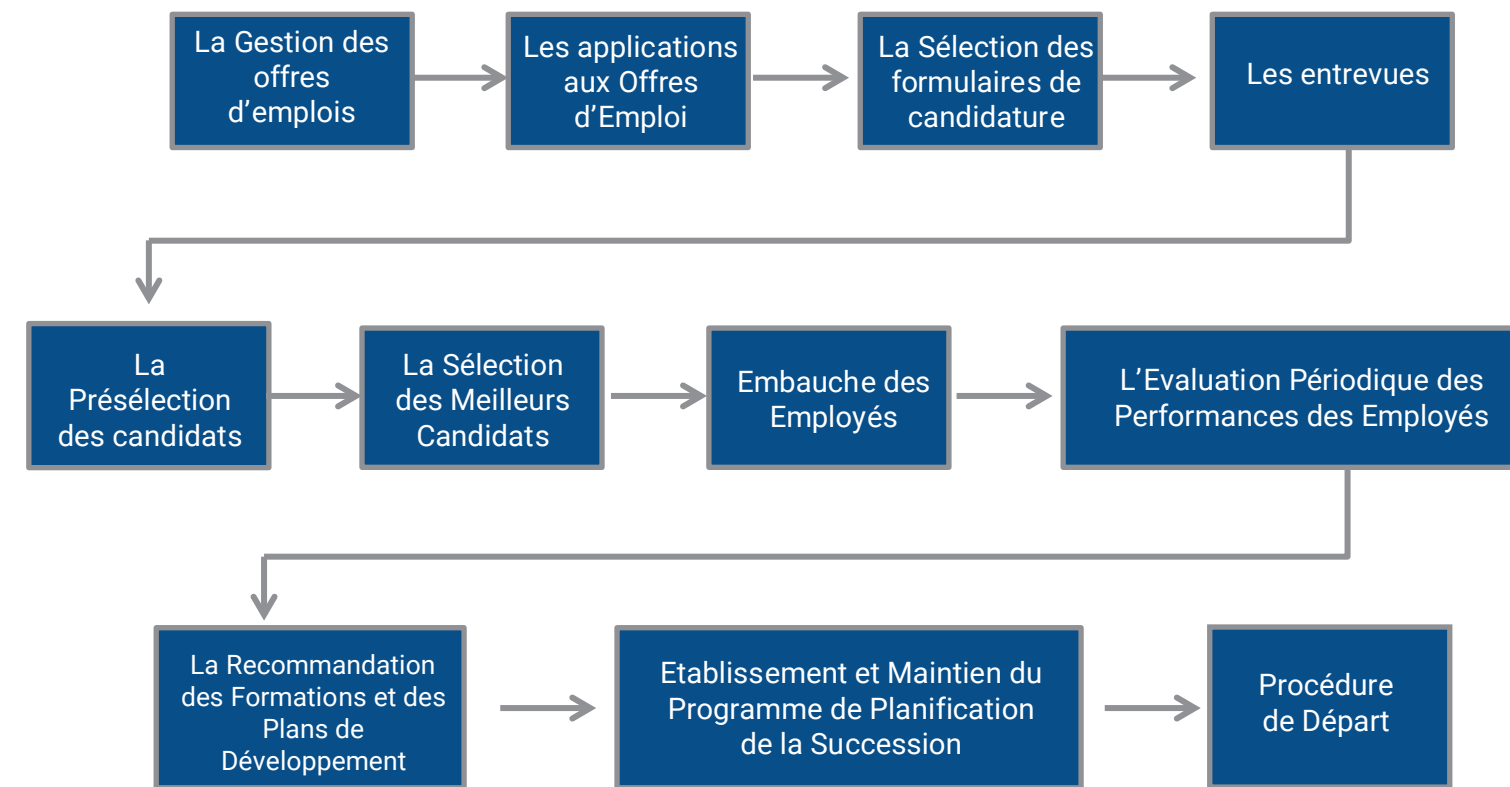 La Gestion des
offres
d’emplois
Les applications
aux Offres
d’Emploi
La Sélection des
formulaires de
candidature
Les entrevues
La
Présélection
des candidats
La Sélection
des Meilleurs
Candidats
Embauche des
Employés
L’Evaluation Périodique des
Performances des Employés
La Recommandation
des Formations et des
Plans de
Développement
Etablissement et Maintien du
Programme de Planification
de la Succession
Procédure
de Départ